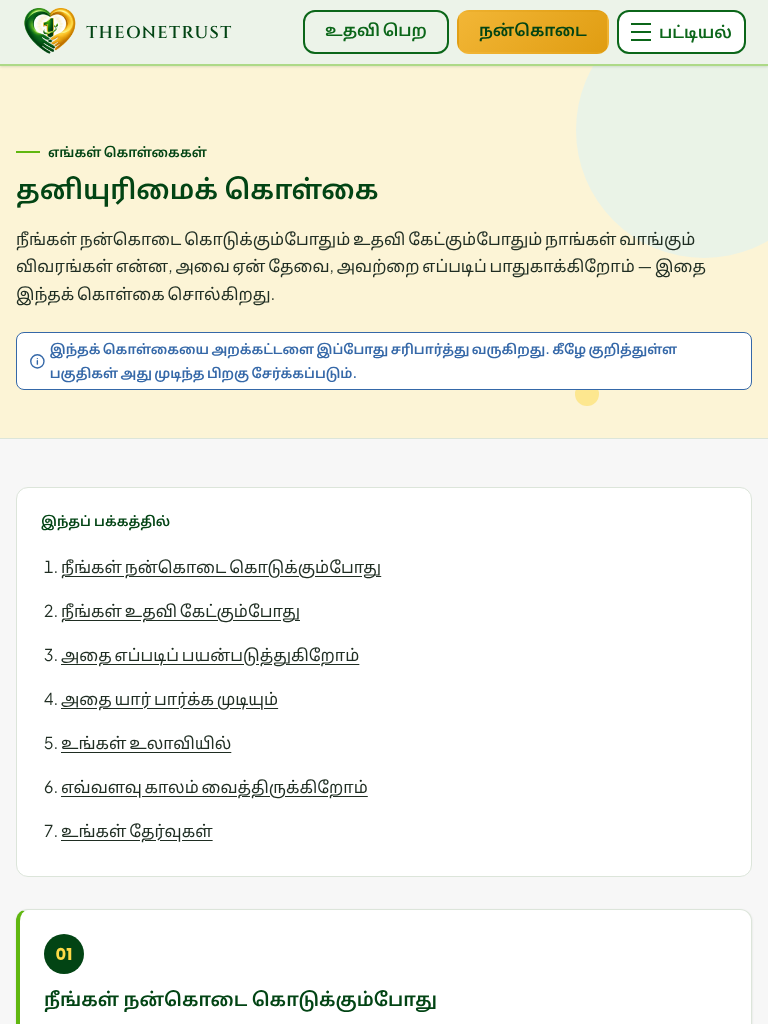 THEONETRUST
உதவி பெற
நன்கொடை
பட்டியல்
எங்கள் கொள்கைகள்
தனியுரிமைக் கொள்கை
நீங்கள் நன்கொடை கொடுக்கும்போதும் உதவி கேட்கும்போதும் நாங்கள் வாங்கும்
விவரங்கள் என்ன, அவை ஏன் தேவை, அவற்றை எப்படிப் பாதுகாக்கிறோம் — இதை
இந்தக் கொள்கை சொல்கிறது.
இந்தக் கொள்கையை அறக்கட்டளை இப்போது சரிபார்த்து வருகிறது. கீழே குறித்துள்ள
பகுதிகள் அது முடிந்த பிறகு சேர்க்கப்படும்.
இந்தப் பக்கத்தில்
1. நீங்கள் நன்கொடை கொடுக்கும்போது
2. நீங்கள் உதவி கேட்கும்போது
3. அதை எப்படிப் பயன்படுத்துகிறோம்
4. அதை யார் பார்க்க முடியும்
5. உங்கள் உலாவியில்
6. எவ்வளவு காலம் வைத்திருக்கிறோம்
7. உங்கள் தேர்வுகள்
01
நீங்கள் நன்கொடை கொடுக்கும்போது